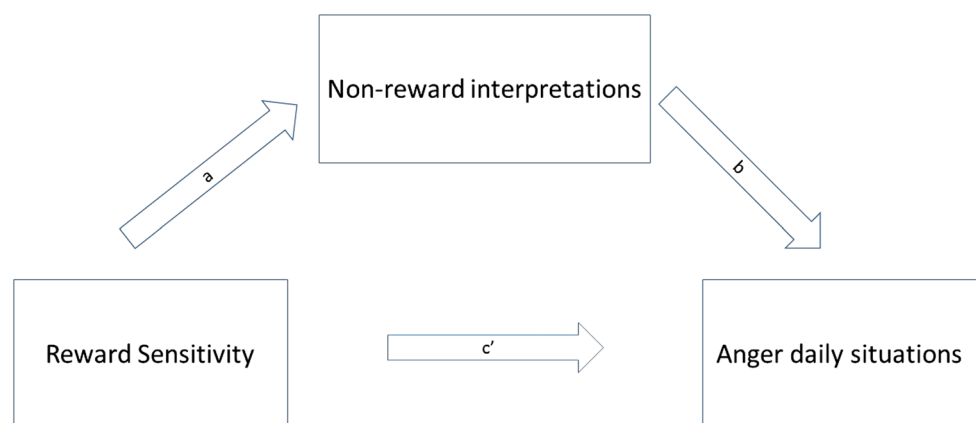 Non-reward interpretations
a
b
Reward Sensitivity
c’
Anger daily situations